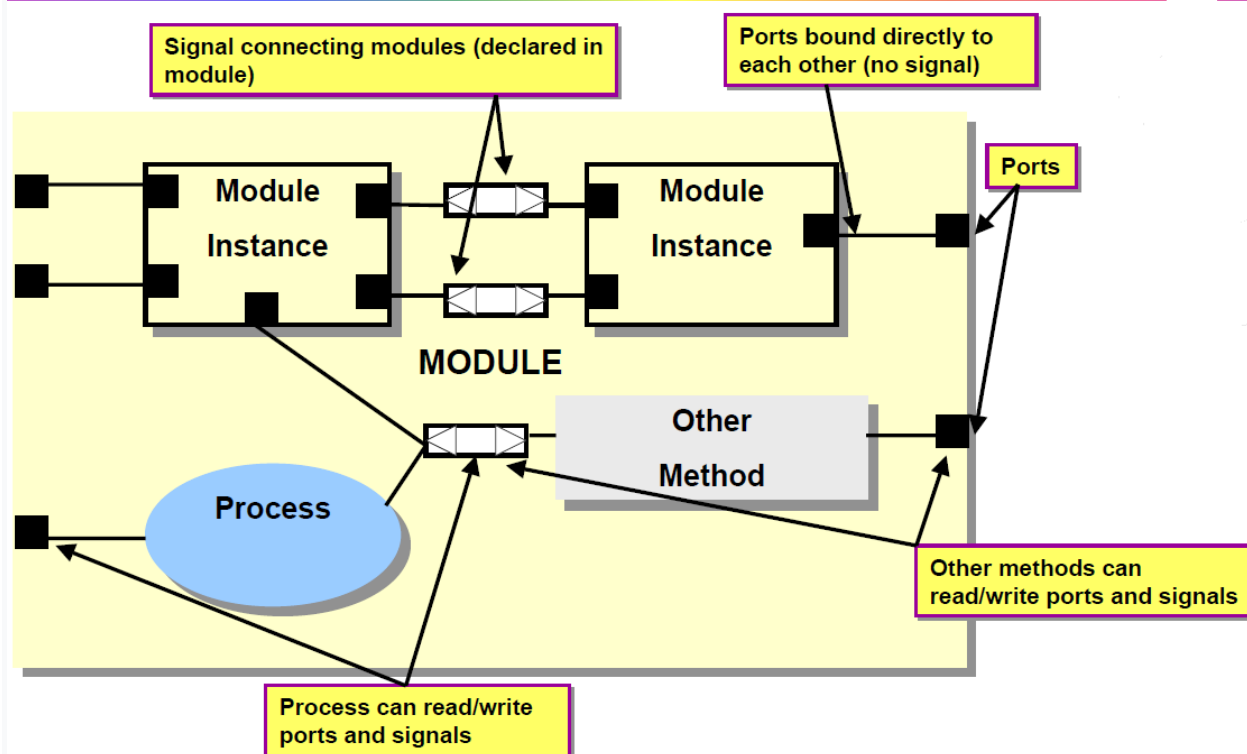 Signal connecting modules (declared in
module)
Ports bound directly to
each other (no signal)
Ports
Module
Instance
Module
Instance
MODULE
Other
Method
Process
Other methods can
read/write ports and signals
Process can read/write
ports and signals